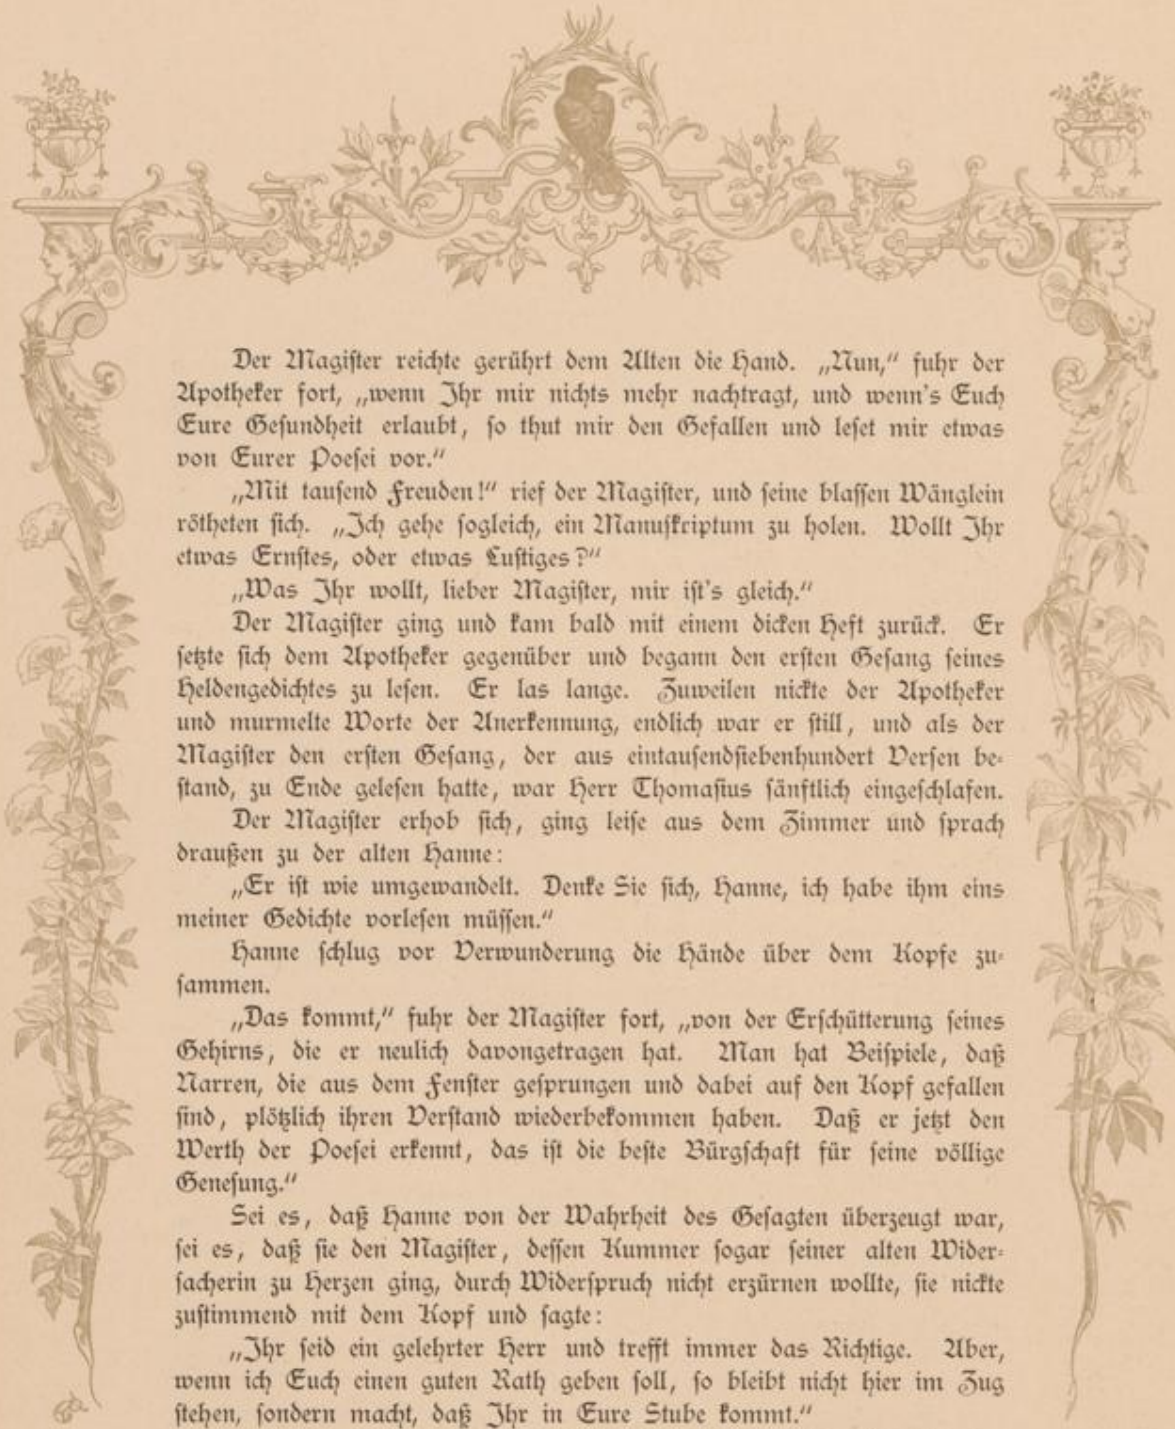 Der Magister reichte gerührt dem Alten die Hand. „Nun,“ fuhr der
Apotheker fort, „wenn Ihr mir nichts mehr nachtragt, und wenn's Euch
Eure Gesundheit erlaubt, so thut mir den Gefallen und leset mir etwas
von Eurer Poesei vor.“
„Mit tausend Freuden!“ rief der Magister, und seine blassen Wänglein
rötheten sich. „Ich gehe sogleich, ein Manuskriptum zu holen. Wollt Ihr
etwas Ernstes, oder etwas Lustiges?“
„Was Ihr wollt, lieber Magister, mir ist's gleich.“
Der Magister ging und kam bald mit einem dicken Heft zurück. Er
setzte sich dem Apotheker gegenüber und begann den ersten Gesang seines
Heldengedichtes zu lesen. Er las lange. Zuweilen nickte der Apotheker
und murmelte Worte der Anerkennung, endlich war er still, und als der
Magister den ersten Gesang, der aus eintausendsiebenhundert Versen be-
stand, zu Ende gelesen hatte, war Herr Thomasius sänftlich eingeschlafen.
Der Magister erhob sich, ging leise aus dem Zimmer und sprach
draußen zu der alten Hanne:
„Er ist wie umgewandelt. Denke Sie sich, Hanne, ich habe ihm eins
meiner Gedichte vorlesen müssen.“
Hanne schlug vor Verwunderung die Hände über dem Kopfe zu-
sammen.
„Das kommt,“ fuhr der Magister fort, „von der Erschütterung seines
Gehirns, die er neulich davongetragen hat. Man hat Beispiele, daß
Narren, die aus dem Fenster gesprungen und dabei auf den Kopf gefallen
sind, plötzlich ihren Verstand wiederbekommen haben. Daß er jetzt den
Werth der Poesei erkennt, das ist die beste Bürgschaft für seine völlige
Genesung.“
Sei es, daß Hanne von der Wahrheit des Gesagten überzeugt war,
sei es, daß sie den Magister, dessen Kummer sogar seiner alten Wider-
sacherin zu Herzen ging, durch Widerspruch nicht erzürnen wollte, sie nickte
zustimmend mit dem Kopf und sagte:
„Ihr seid ein gelehrter Herr und trefft immer das Richtige. Aber,
wenn ich Euch einen guten Rath geben soll, so bleibt nicht hier im Zug
stehen, sondern macht, daß Ihr in Eure Stube kommt.“